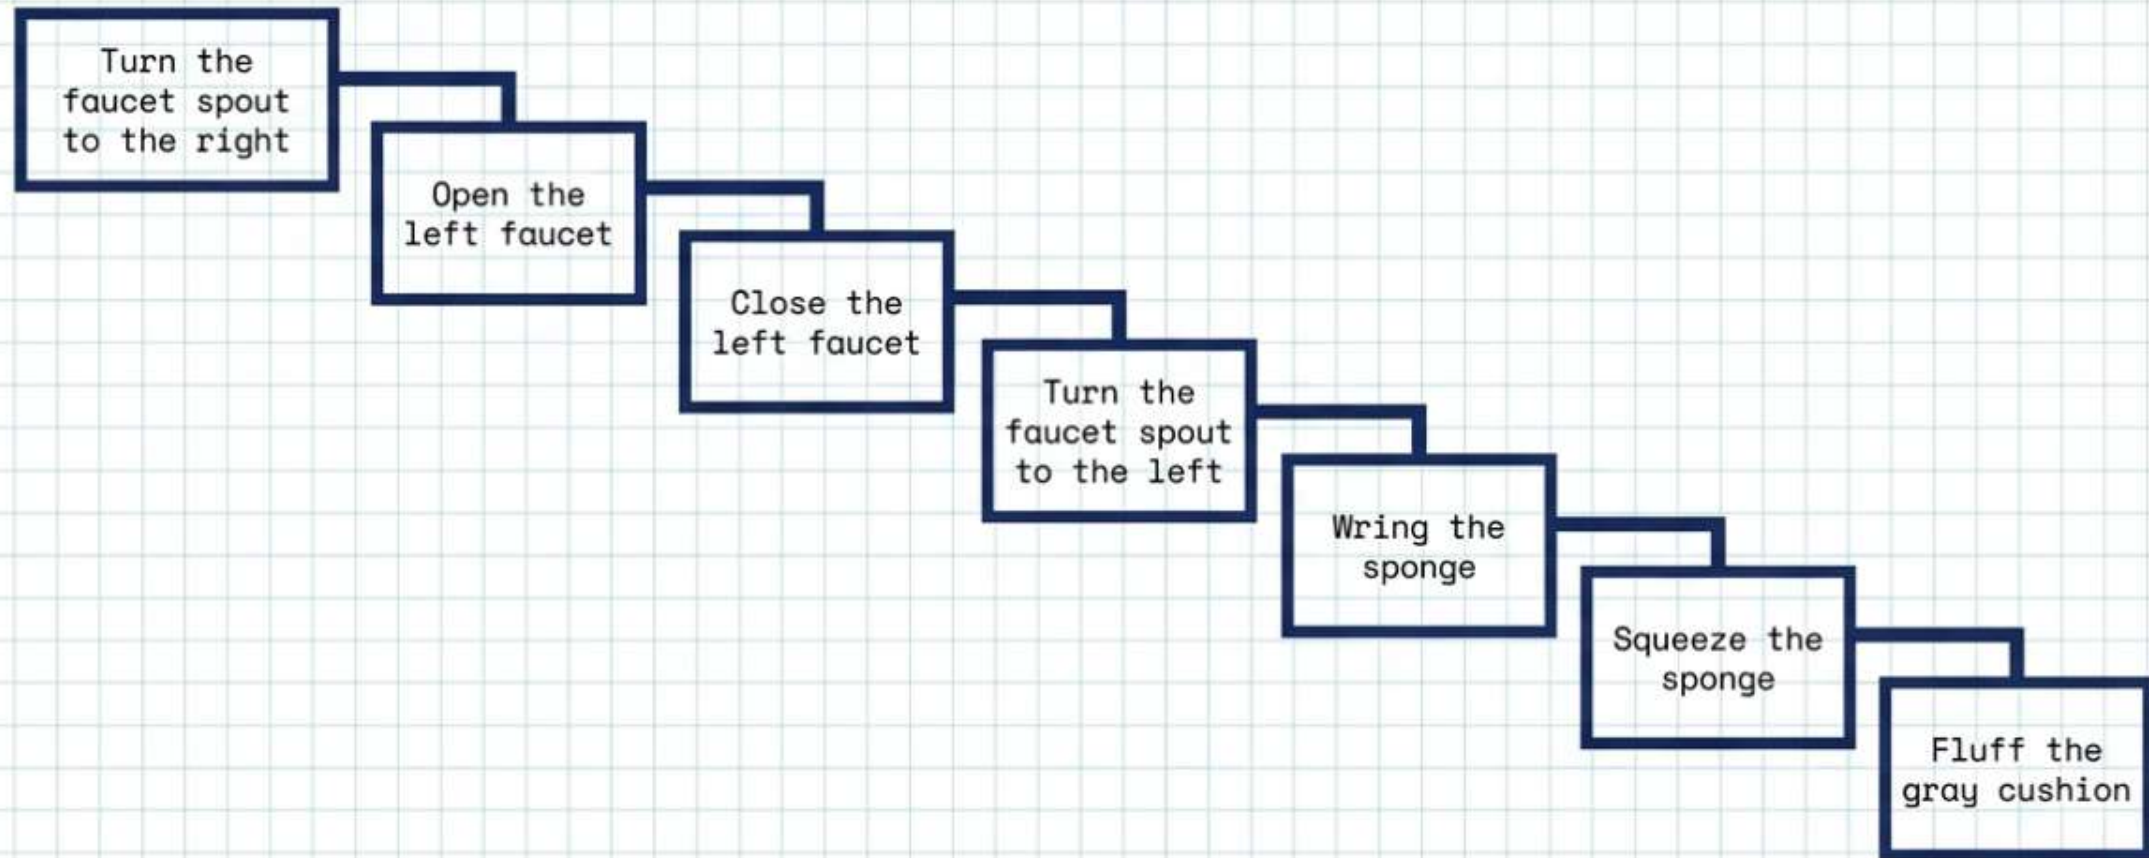 Turn the
faucet spout
to the right
Open the
left faucet
Close the
left faucet
Turn the
faucet spout
to the left
Wring the
sponge
Squeeze the
sponge
Fluff the
gray cushion